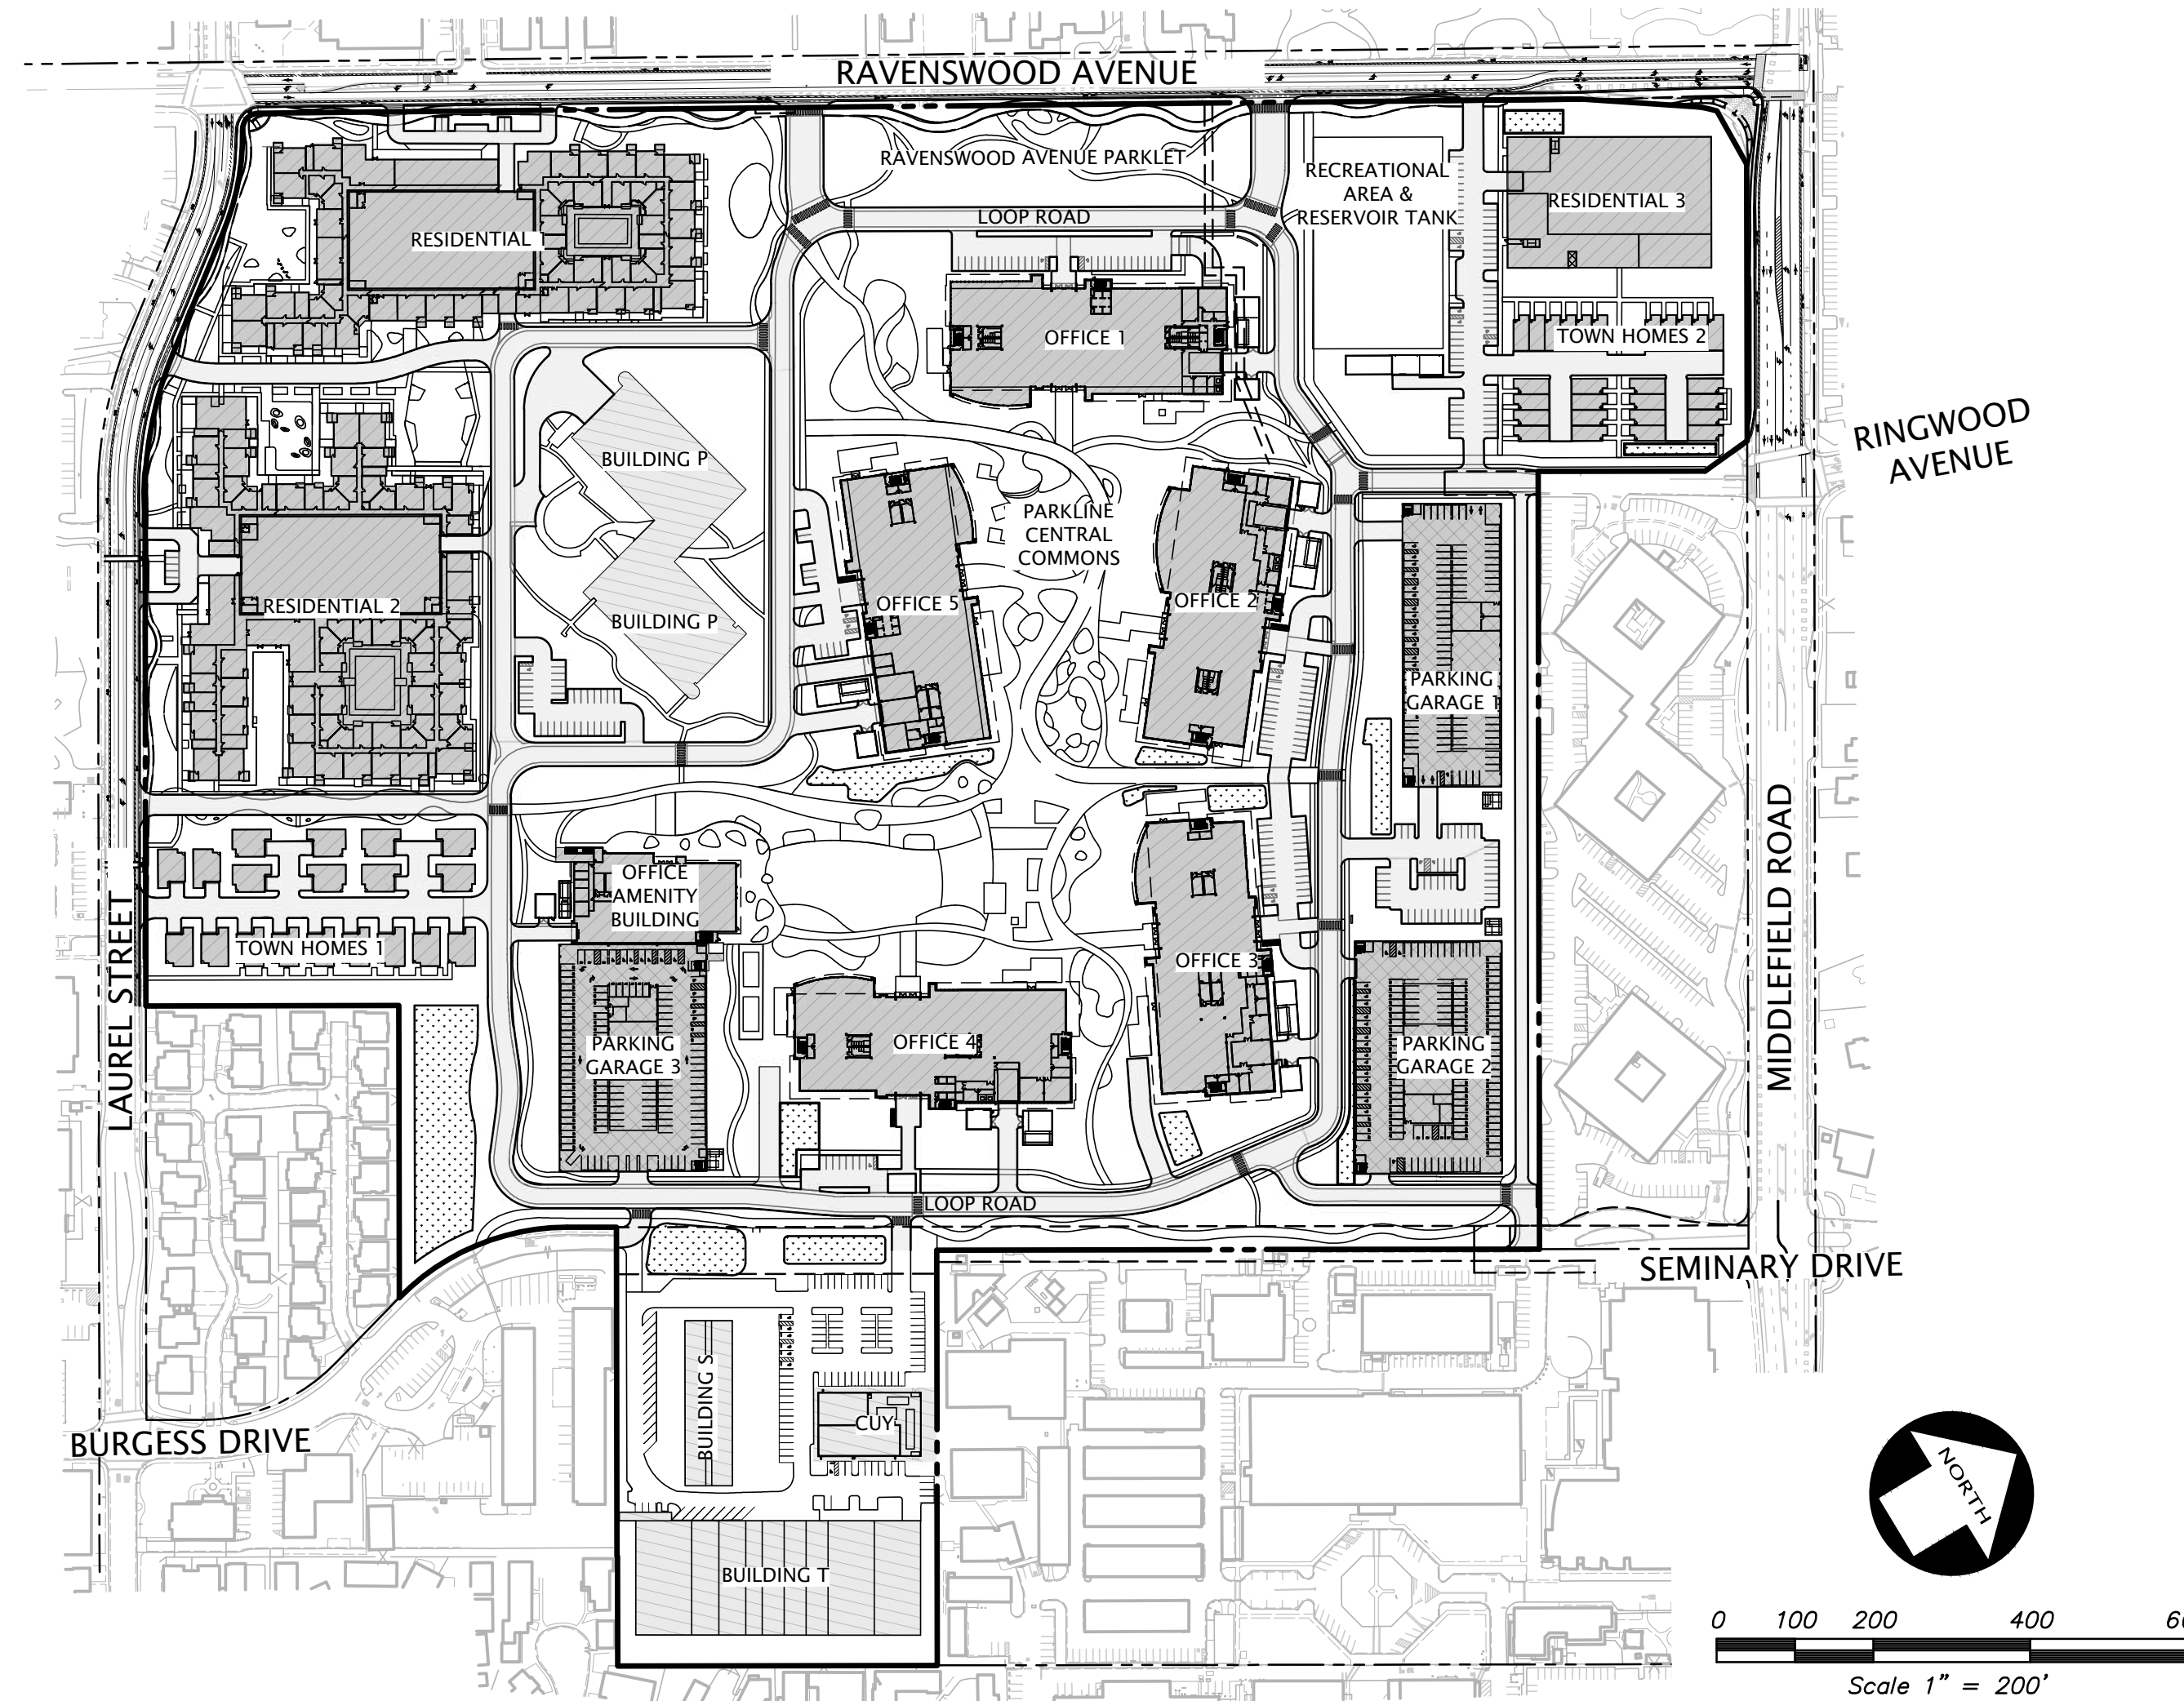 RAVENSWOOD AVENUE
RAVENSWOOD AVENUE PARKLET
RECREATIONAL
AREA &
RESERVOIR TANK
RESIDENTIAL 3
LOOP ROAD
RESIDENTIAL 1
OFFICE 1
TOWN HOMES 2
RINGWOOD
AVENUE
BUILDING P
PARKLINE
CENTRAL
COMMONS
OFFICE 5
OFFICE 2
RESIDENTIAL 2
BUILDING P
PARKING
GARAGE 1
OFFICE
AMENITY
BUILDING
TOWN HOMES 1
LAUREL STREET
OFFICE 3
MIDDLEFIELD ROAD
PARKING
GARAGE 3
OFFICE 4
PARKING
GARAGE 2
LOOP ROAD
SEMINARY DRIVE
BUILDING S
CUY
BURGESS DRIVE
BUILDING T
NORTH
0 100 200 400
Scale 1" = 200'